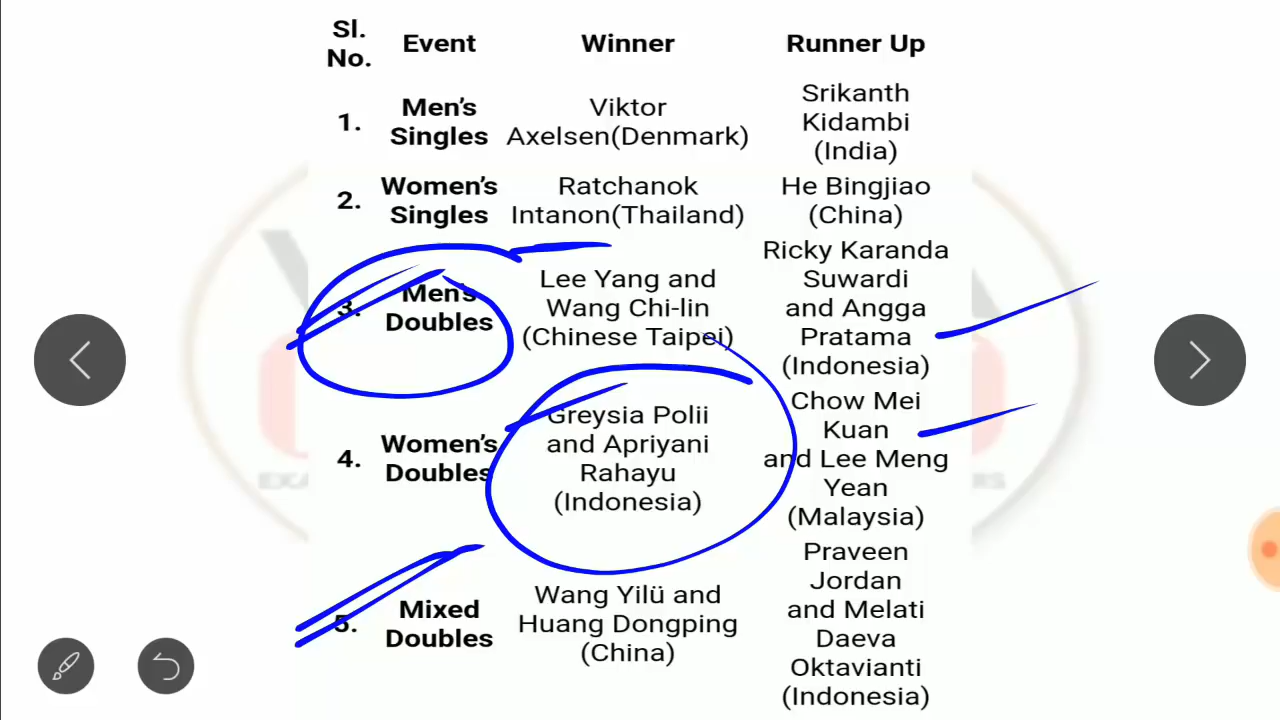 Sl. No. Event Winner Runner Up
1. Men's Singles Viktor Axelsen(Denmark) Srikanth Kidambi (India)
2. Women's Singles Ratchanok Intanon(Thailand) He Bingjiao (China)
3. Men's Doubles Lee Yang and Wang Chi-lin (Chinese Taipei) Ricky Karanda Suwardi and Angga Pratama (Indonesia)
4. Women's Doubles Greysia Polii and Apriyani Rahayu (Indonesia) Chow Mei Kuan and Lee Meng Yean (Malaysia)
5. Mixed Doubles Wang Yilü and Huang Dongping (China) Praveen Jordan and Melati Daeva Oktavianti (Indonesia)